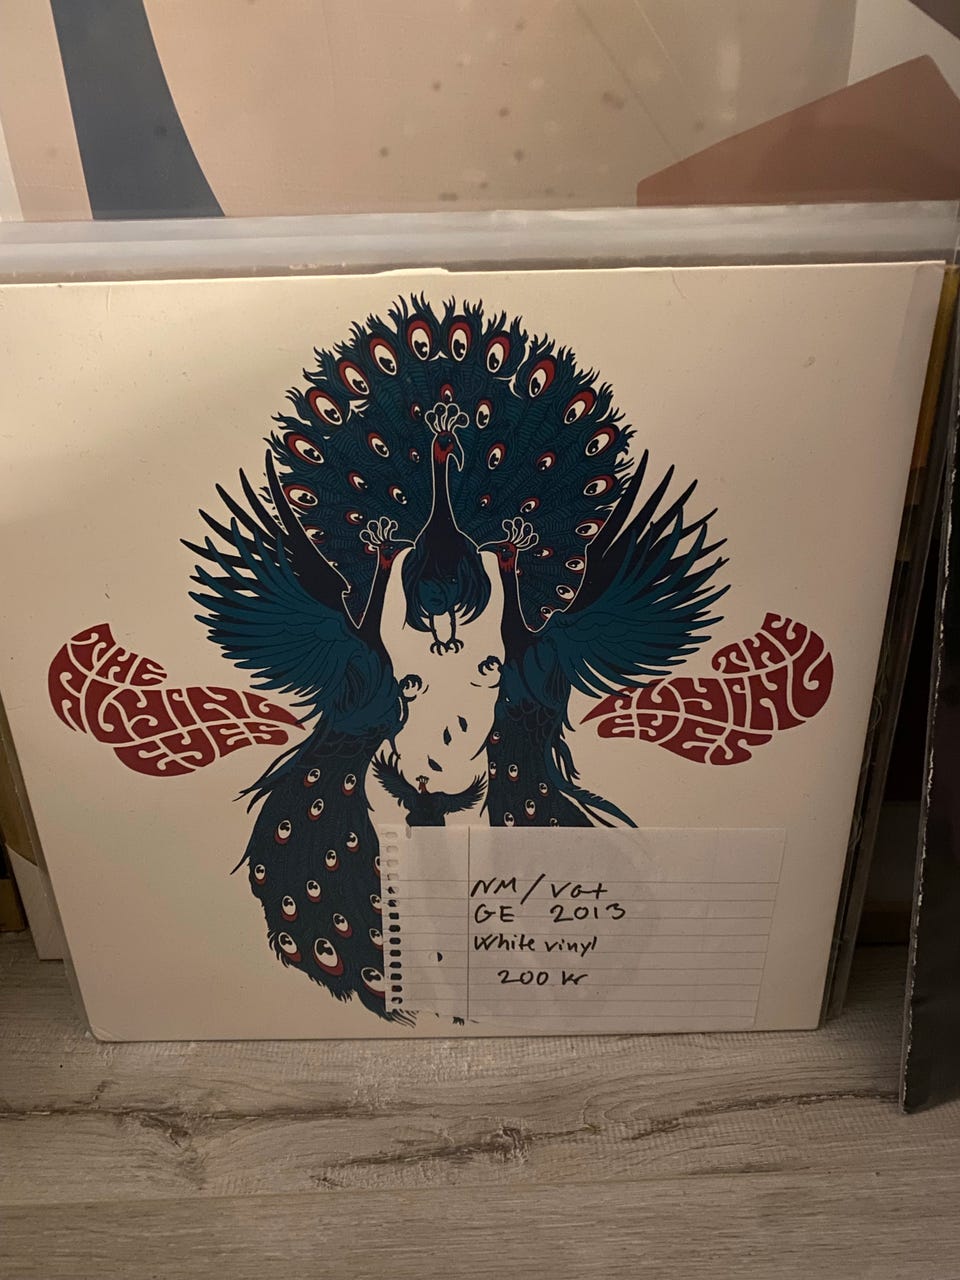 THE
FLYING
EYES
THE
FLYING
EYES
NM/VG+
GE 2013
White vinyl
200 kr